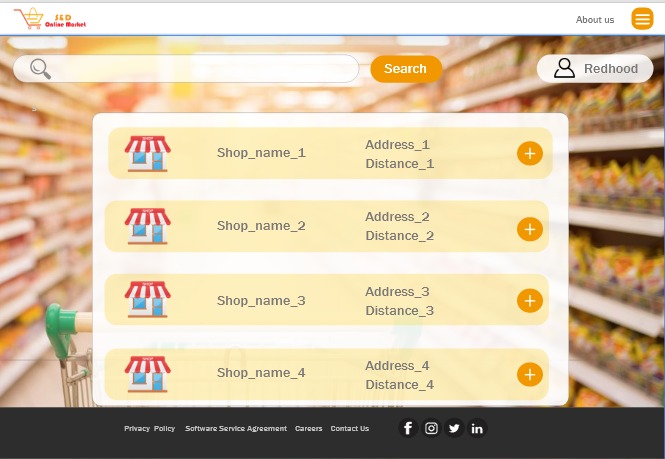 S&D
Online Market
About us
Search
Redhood
Shop_name_1
Address_1
Distance_1
Shop_name_2
Address_2
Distance_2
Shop_name_3
Address_3
Distance_3
Shop_name_4
Address_4
Distance_4
Privacy Policy Software Service Agreement Careers Contact Us